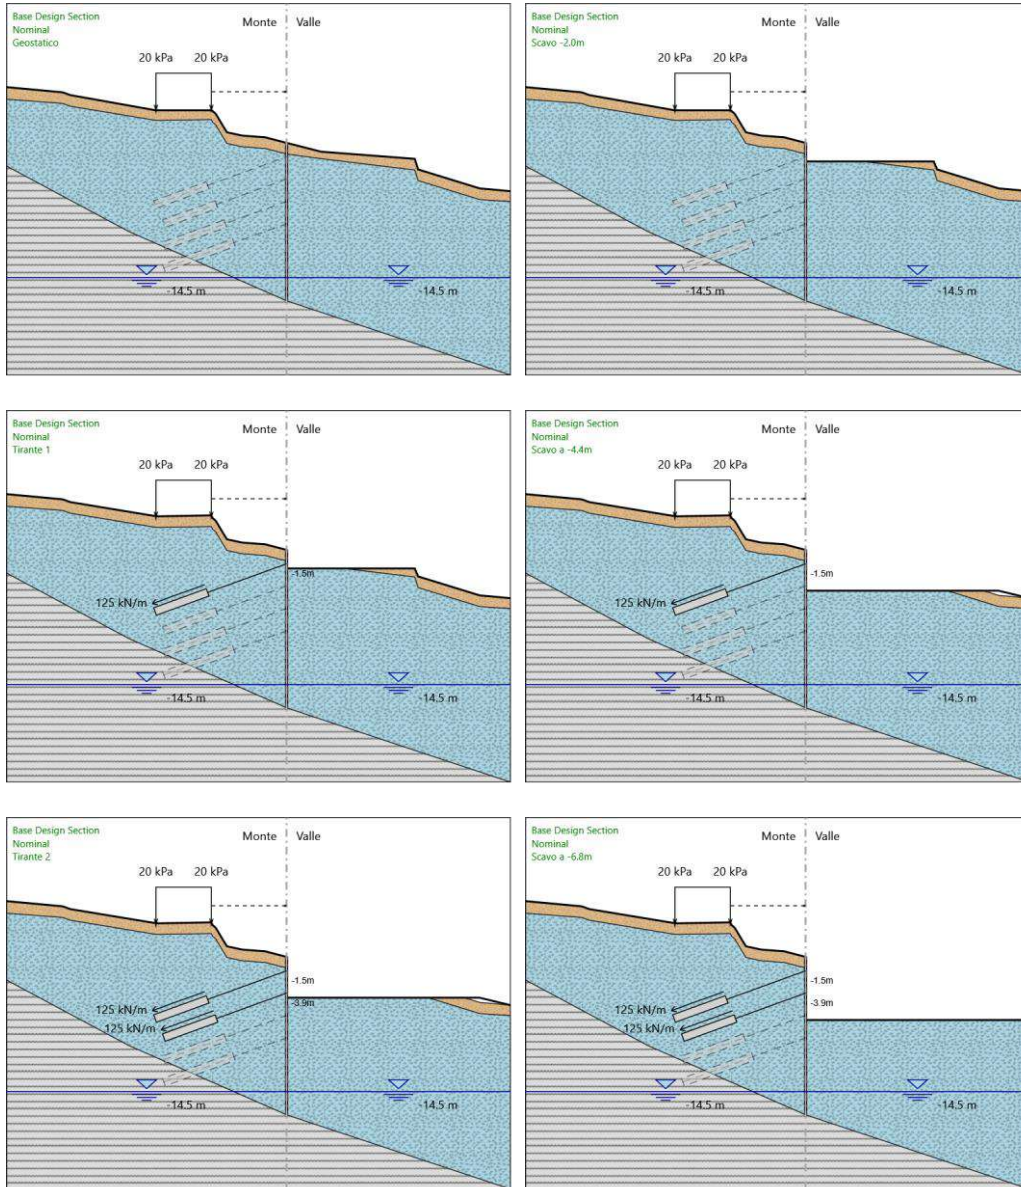 Base Design Section
Nominal
Geostatico
Monte
Valle
20 kPa
20 kPa
-14.5 m
-14.5 m
Base Design Section
Nominal
Scavo -2.0m
Monte
Valle
20 kPa
20 kPa
-14.5 m
-14.5 m
Base Design Section
Nominal
Tirante 1
Monte
Valle
20 kPa
20 kPa
-1.5m
125 kN/m
-14.5 m
-14.5 m
Base Design Section
Nominal
Scavo a -4.4m
Monte
Valle
20 kPa
20 kPa
-1.5m
125 kN/m
-14.5 m
-14.5 m
Base Design Section
Nominal
Tirante 2
Monte
Valle
20 kPa
20 kPa
-1.5m
-3.9m
125 kN/m
125 kN/m
-14.5 m
-14.5 m
Base Design Section
Nominal
Scavo a -6.8m
Monte
Valle
20 kPa
20 kPa
-1.5m
-3.9m
125 kN/m
125 kN/m
-14.5 m
-14.5 m